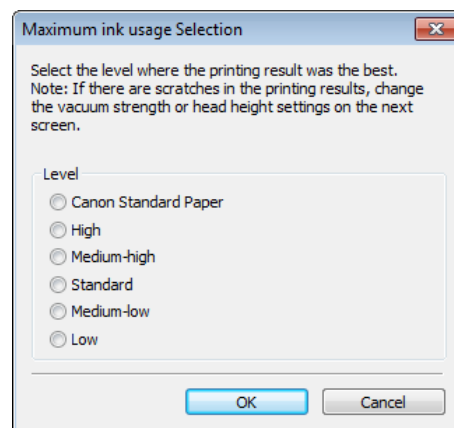 Maximum ink usage Selection
Select the level where the printing result was the best.
Note: If there are scratches in the printing results, change
the vacuum strength or head height settings on the next
screen.
Level
Canon Standard Paper
High
Medium-high
Standard
Medium-low
Low
OK Cancel